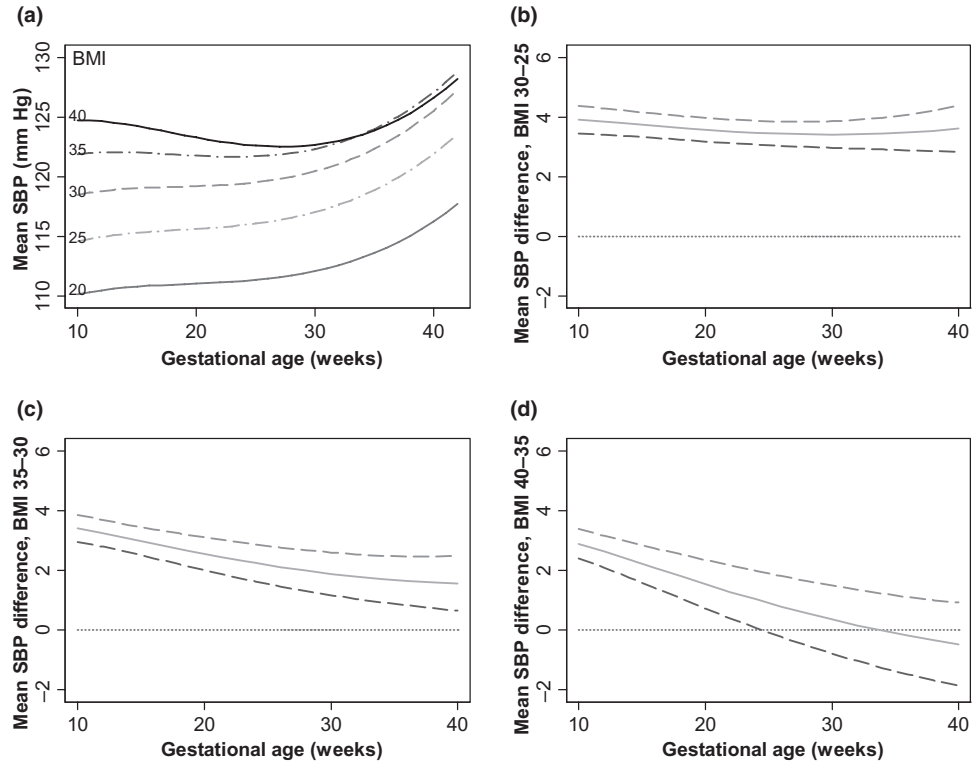 (a)
BMI
40
35
30
25
20
Mean SBP (mm Hg)
110 115 120 125 130
10 20 30 40
Gestational age (weeks)
(b)
Mean SBP difference, BMI 30–25
−2 0 2 4 6
10 20 30 40
Gestational age (weeks)
(c)
Mean SBP difference, BMI 35–30
−2 0 2 4 6
10 20 30 40
Gestational age (weeks)
(d)
Mean SBP difference, BMI 40–35
−2 0 2 4 6
10 20 30 40
Gestational age (weeks)